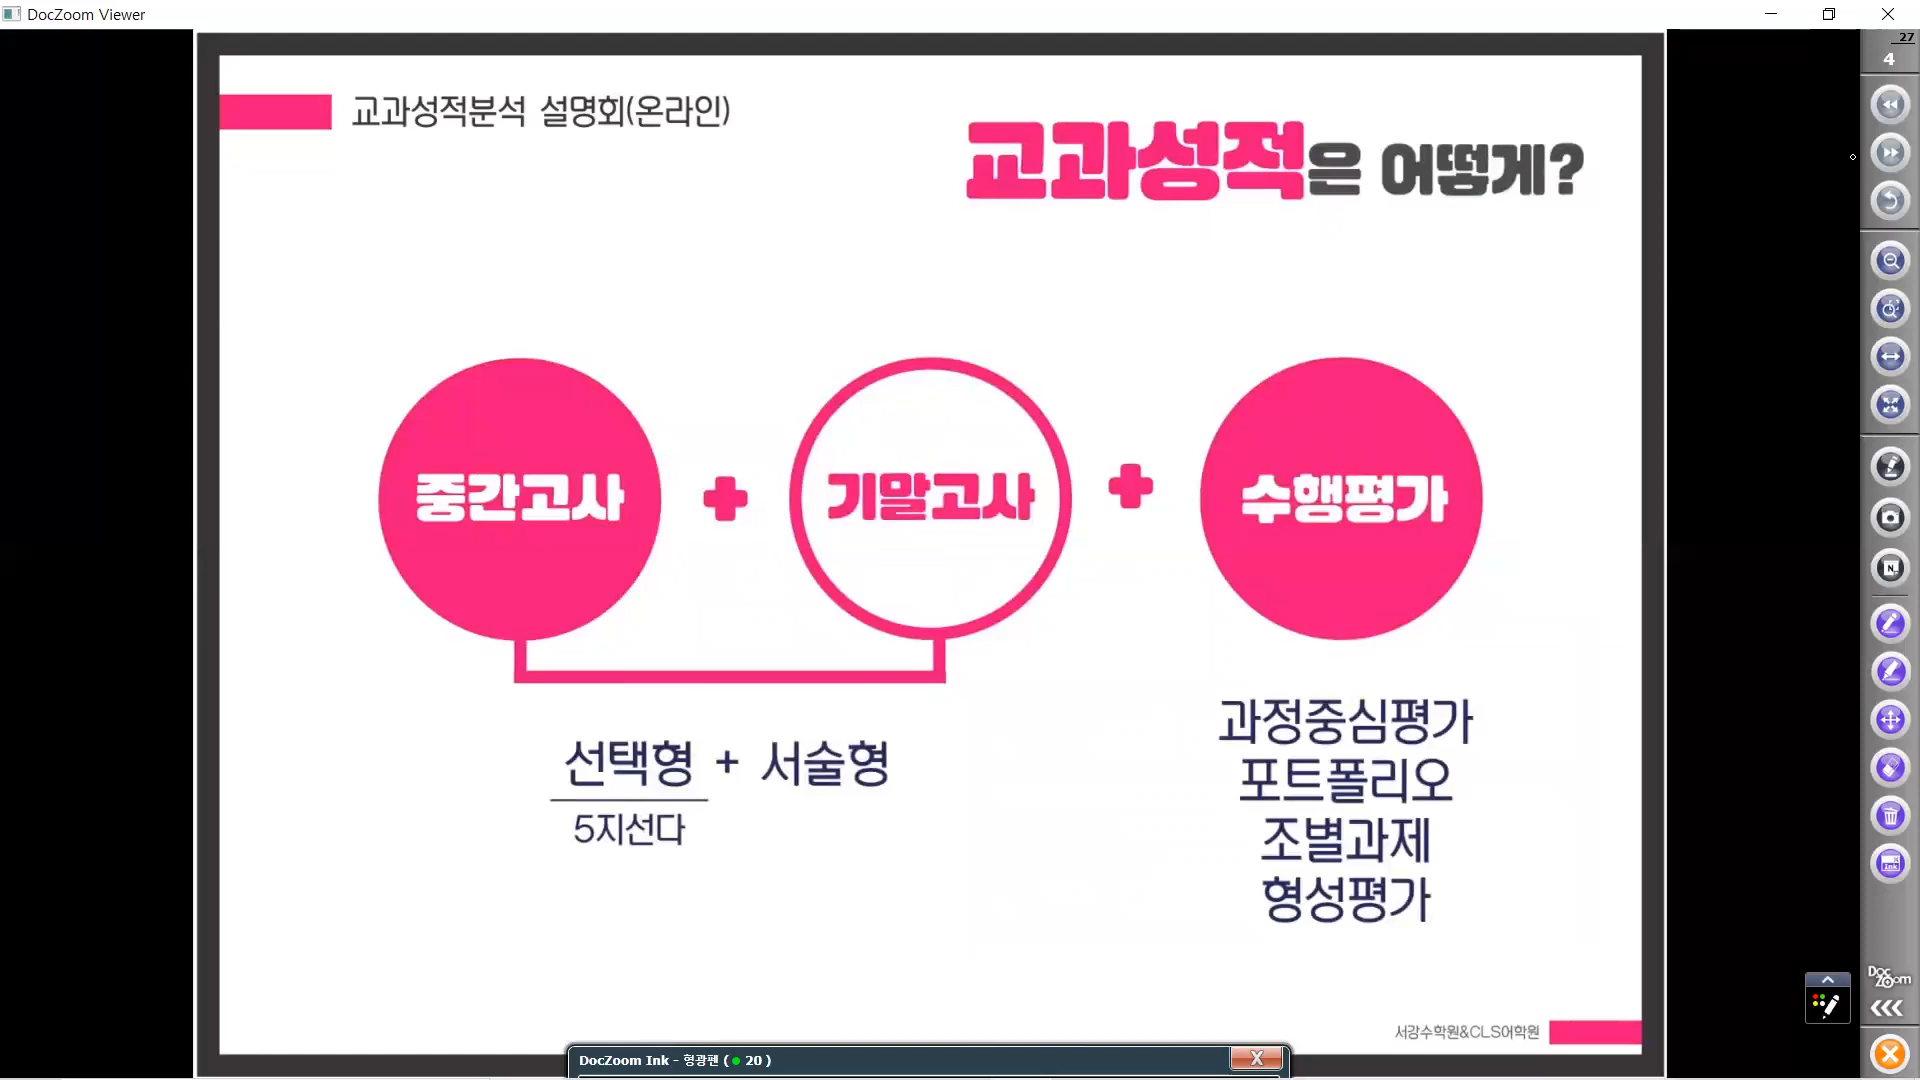 DocZoom Viewer
27
4
교과성적분석 설명회(온라인)
교과성적은 어떻게?
중간고사 + 기말고사 + 수행평가
선택형 + 서술형
5지선다
과정중심평가
포트폴리오
조별과제
형성평가
서강수학원&CLS어학원
DocZoom Ink - 형광펜 ( 20 )
X
N
Ink
DocZoom